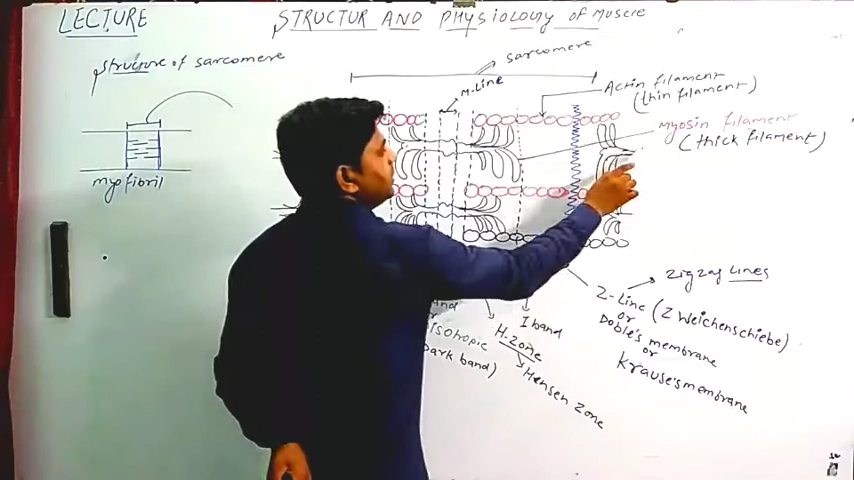 LECTURE
STRUCTUR AND PHYSIOLONY of muscle
structure of sarcomere
sarcomere
M-Line
Actin filament
(thin filament)
myosin filament
(thick filament)
myofibril
zigzag Lines
Z-Line (Z Weichenschiebe)
or
Doble's membrane
or
Krause's membrane
I band
H-Zone
Hensen Zone
isotropic
Dark band)